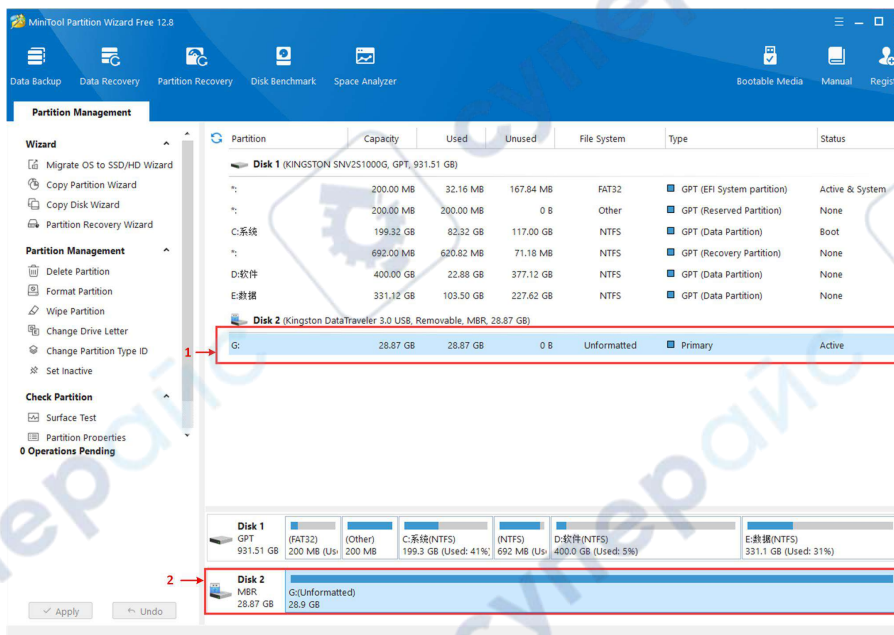 MiniTool Partition Wizard Free 12.8
Data Backup Data Recovery Partition Recovery Disk Benchmark Space Analyzer Bootable Media Manual Regist
Partition Management
Wizard
Migrate OS to SSD/HD Wizard
Copy Partition Wizard
Copy Disk Wizard
Partition Recovery Wizard
Partition Management
Delete Partition
Format Partition
Wipe Partition
Change Drive Letter
Change Partition Type ID
Set Inactive
Check Partition
Surface Test
Partition Properties
0 Operations Pending
Apply Undo
Partition Capacity Used Unused File System Type Status
Disk 1 (KINGSTON SNV2S1000G, GPT, 931.51 GB)
*: 200.00 MB 32.16 MB 167.84 MB FAT32 GPT (EFI System partition) Active & System
*: 200.00 MB 200.00 MB 0 B Other GPT (Reserved Partition) None
C:系统 199.32 GB 82.32 GB 117.00 GB NTFS GPT (Data Partition) Boot
*: 692.00 MB 620.82 MB 71.18 MB NTFS GPT (Recovery Partition) None
D:软件 400.00 GB 22.88 GB 377.12 GB NTFS GPT (Data Partition) None
E:数据 331.12 GB 103.50 GB 227.62 GB NTFS GPT (Data Partition) None
Disk 2 (Kingston DataTraveler 3.0 USB, Removable, MBR, 28.87 GB)
1
G: 28.87 GB 28.87 GB 0 B Unformatted Primary Active
Disk 1
GPT
931.51 GB
(FAT32)
200 MB (Us
(Other)
200 MB
C:系统(NTFS)
199.3 GB (Used: 41%
(NTFS)
692 MB (Us
D:软件(NTFS)
400.0 GB (Used: 5%)
E:数据(NTFS)
331.1 GB (Used: 31%)
2
Disk 2
MBR
28.87 GB
G:(Unformatted)
28.9 GB
супер
супер
суперайс